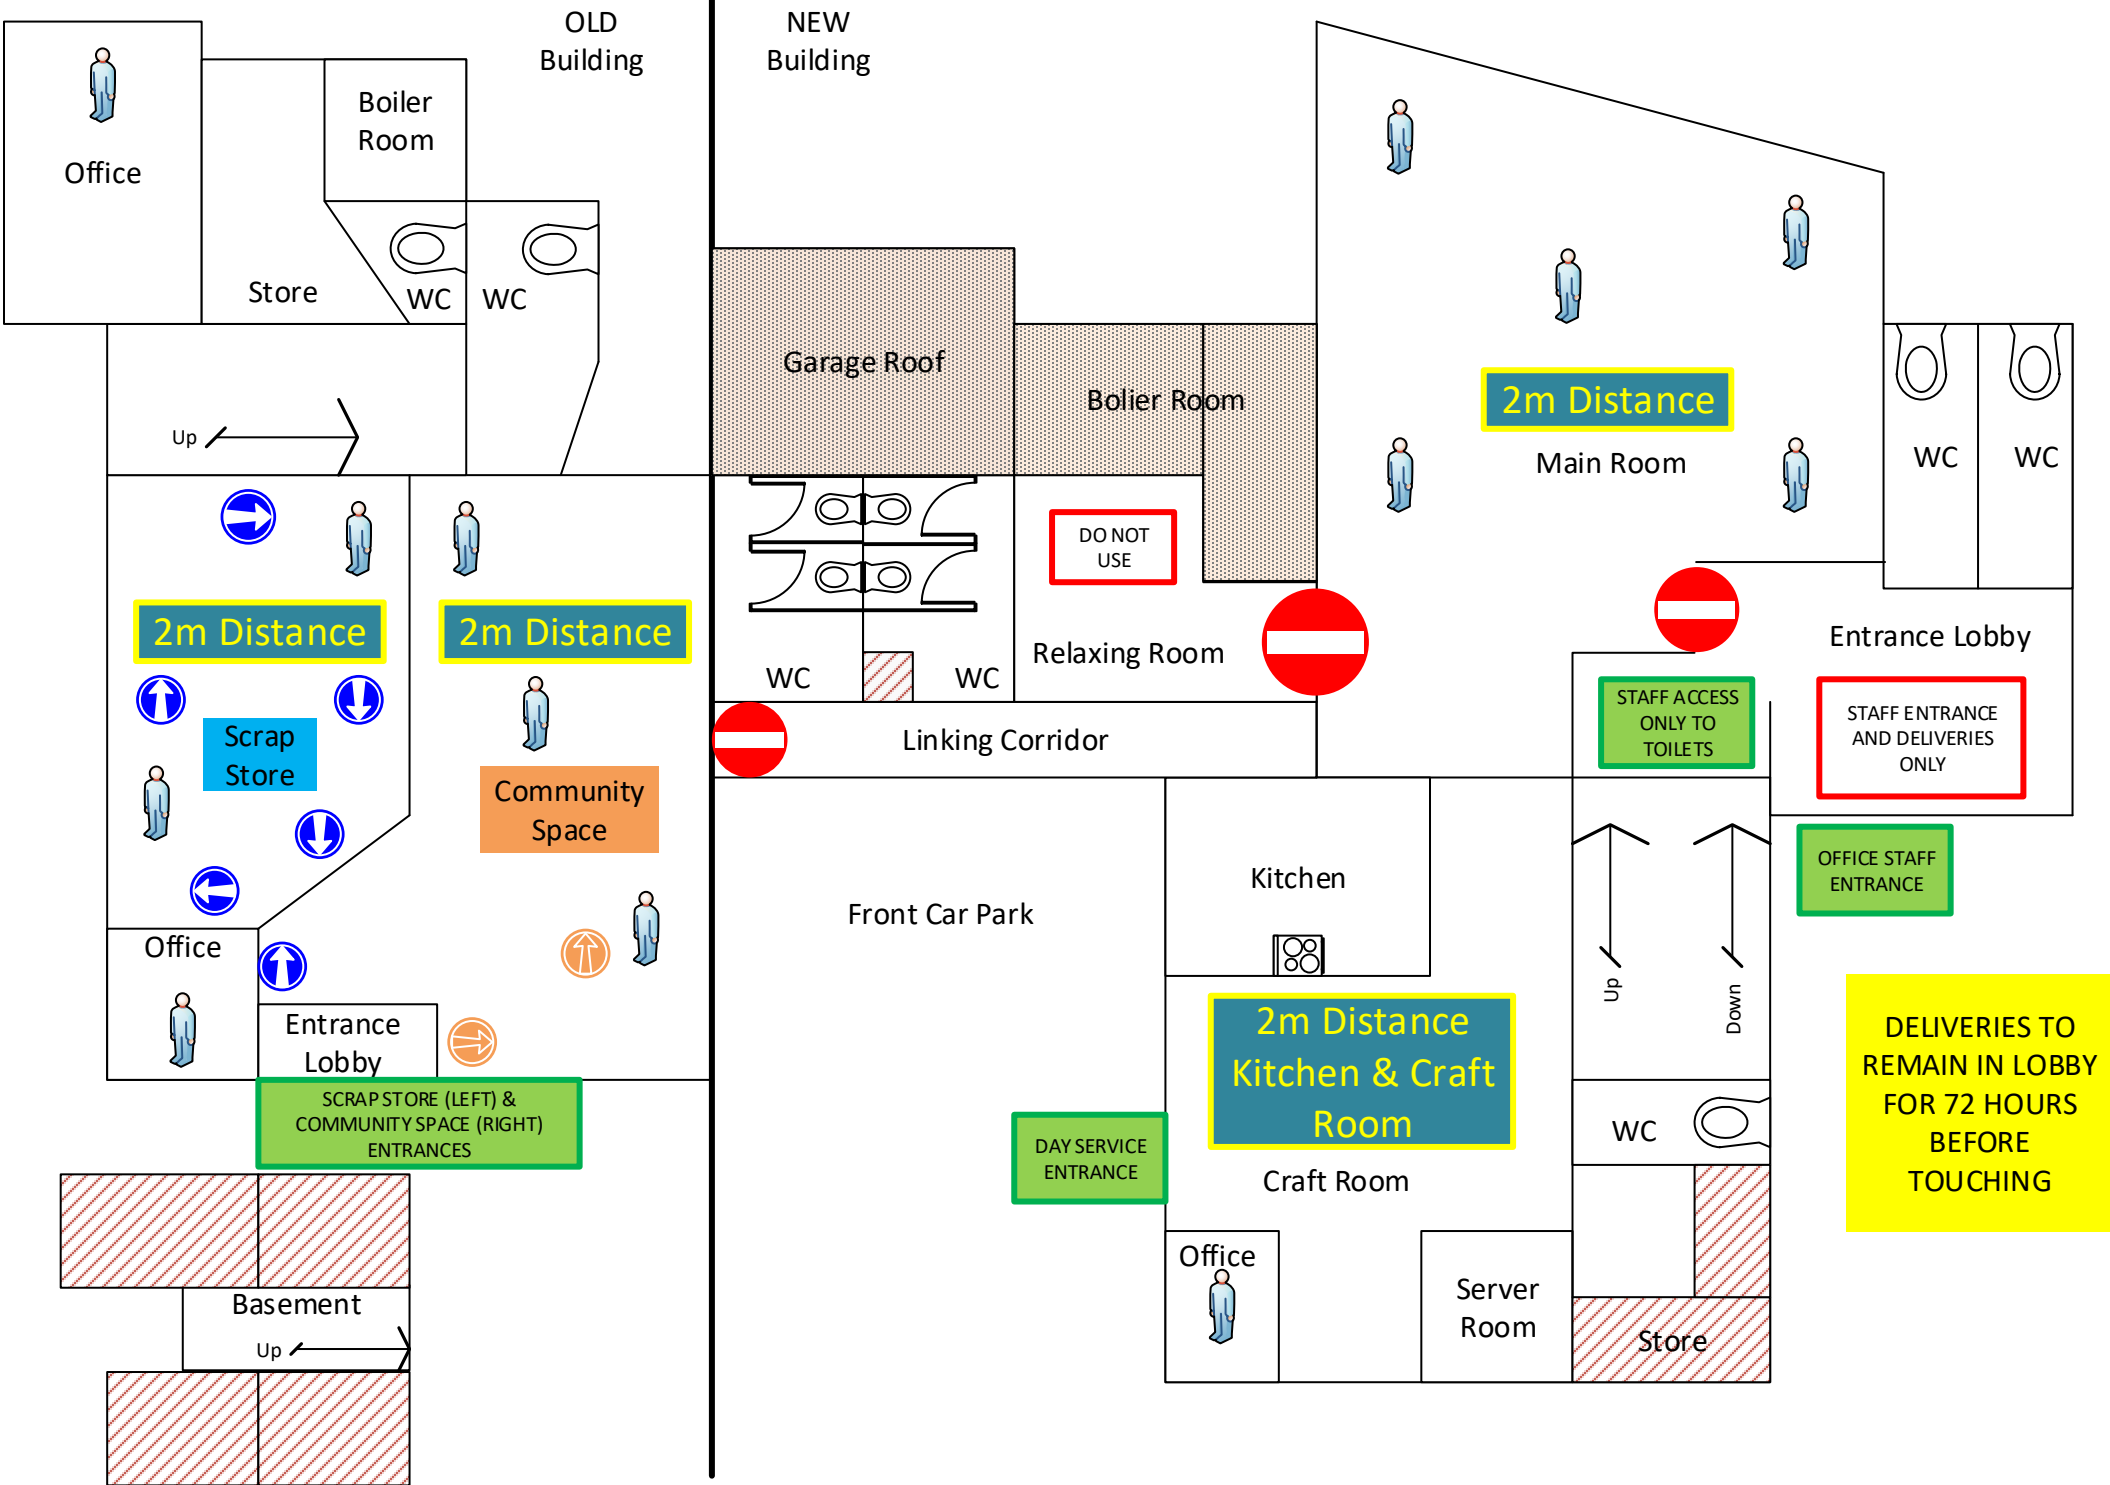 OLD
Building
NEW
Building
Office
Boiler
Room
Store
WC
WC
Up
Garage Roof
Bolier Room
2m Distance
Main Room
WC
WC
2m Distance
2m Distance
DO NOT
USE
Relaxing Room
WC
WC
Entrance Lobby
STAFF ACCESS
ONLY TO
TOILETS
STAFF ENTRANCE
AND DELIVERIES
ONLY
Scrap
Store
Linking Corridor
Community
Space
Kitchen
OFFICE STAFF
ENTRANCE
Front Car Park
Office
Up
Down
Entrance
Lobby
2m Distance
Kitchen & Craft
Room
DELIVERIES TO
REMAIN IN LOBBY
FOR 72 HOURS
BEFORE
TOUCHING
SCRAP STORE (LEFT) &
COMMUNITY SPACE (RIGHT)
ENTRANCES
WC
DAY SERVICE
ENTRANCE
Craft Room
Office
Server
Room
Store
Basement
Up